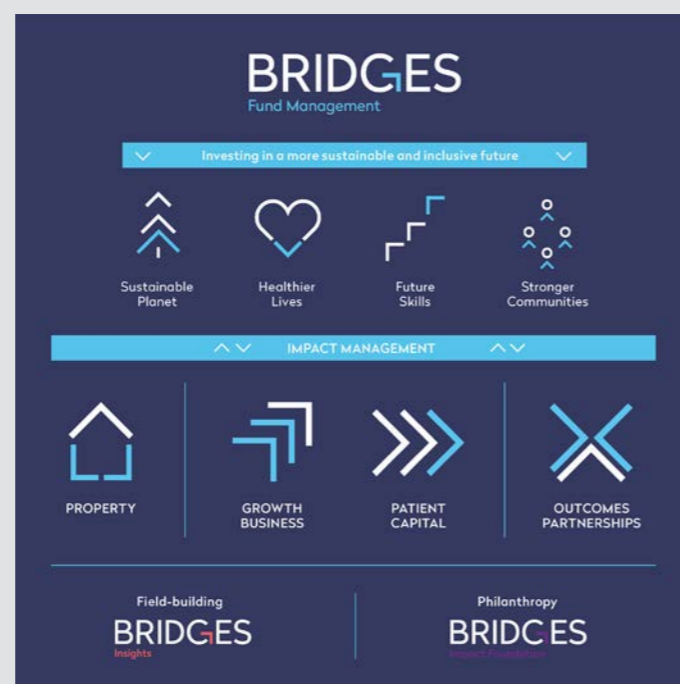 BRIDGES
Fund Management
Investing in a more sustainable and inclusive future
Sustainable
Planet
Healthier
Lives
Future
Skills
Stronger
Communities
IMPACT MANAGEMENT
PROPERTY
GROWTH
BUSINESS
PATIENT
CAPITAL
OUTCOMES
PARTNERSHIPS
Field-building
BRIDGES
Insights
Philanthropy
BRIDGES
Impact Foundation